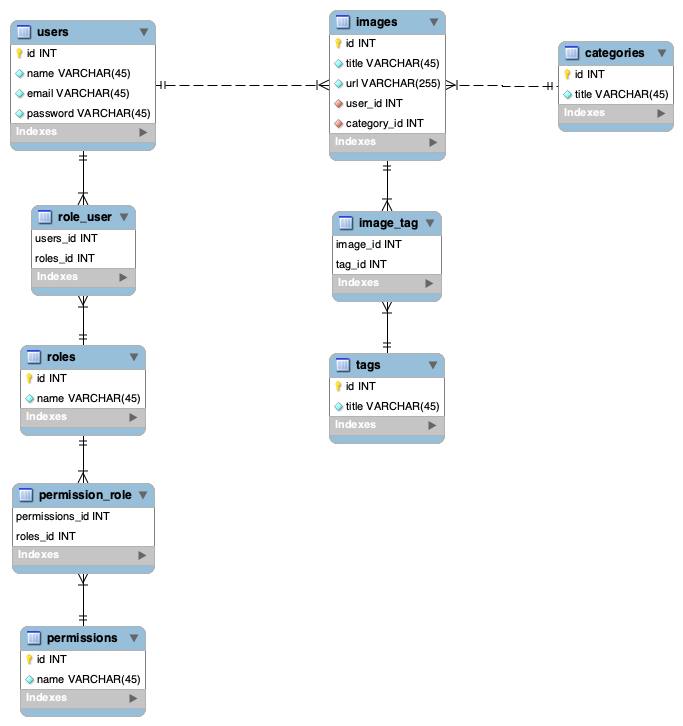 users
id INT
name VARCHAR(45)
email VARCHAR(45)
password VARCHAR(45)
Indexes
images
id INT
title VARCHAR(45)
url VARCHAR(255)
user_id INT
category_id INT
Indexes
categories
id INT
title VARCHAR(45)
Indexes
role_user
users_id INT
roles_id INT
Indexes
image_tag
image_id INT
tag_id INT
Indexes
roles
id INT
name VARCHAR(45)
Indexes
tags
id INT
title VARCHAR(45)
Indexes
permission_role
permissions_id INT
roles_id INT
Indexes
permissions
id INT
name VARCHAR(45)
Indexes